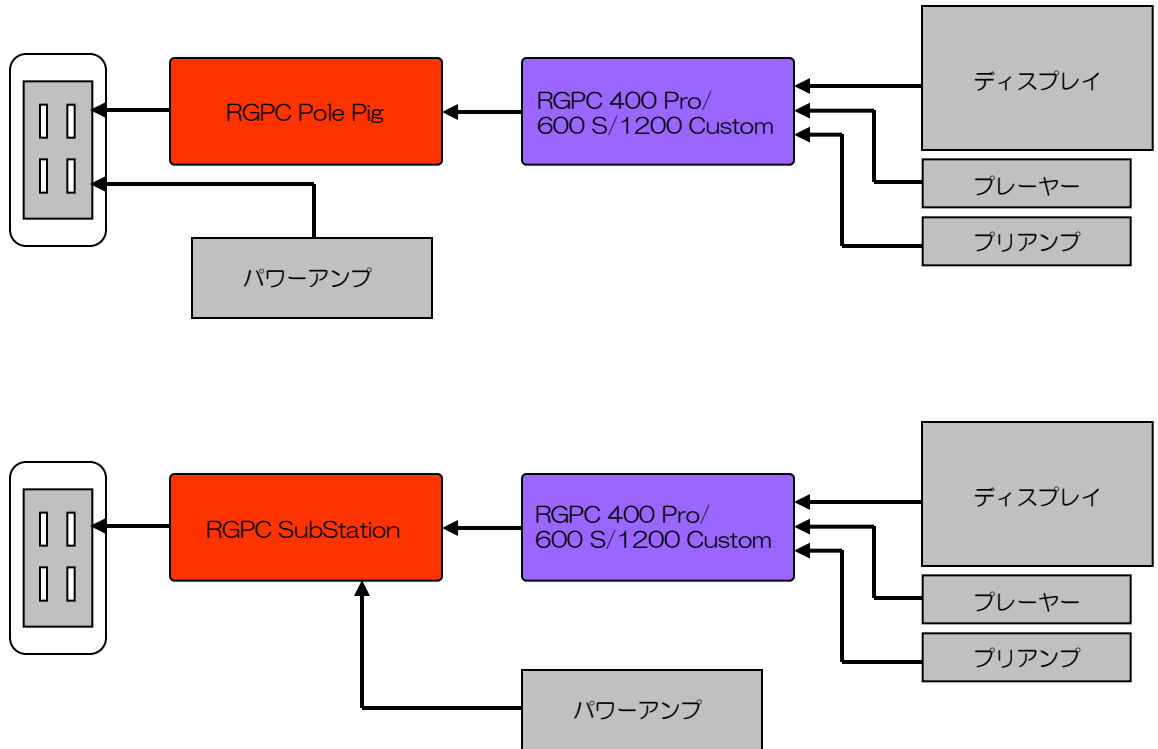 ディスプレイ
RGPC Pole Pig
RGPC 400 Pro/
600 S/1200 Custom
プレーヤー
プリアンプ
パワーアンプ
ディスプレイ
RGPC SubStation
RGPC 400 Pro/
600 S/1200 Custom
プレーヤー
プリアンプ
パワーアンプ